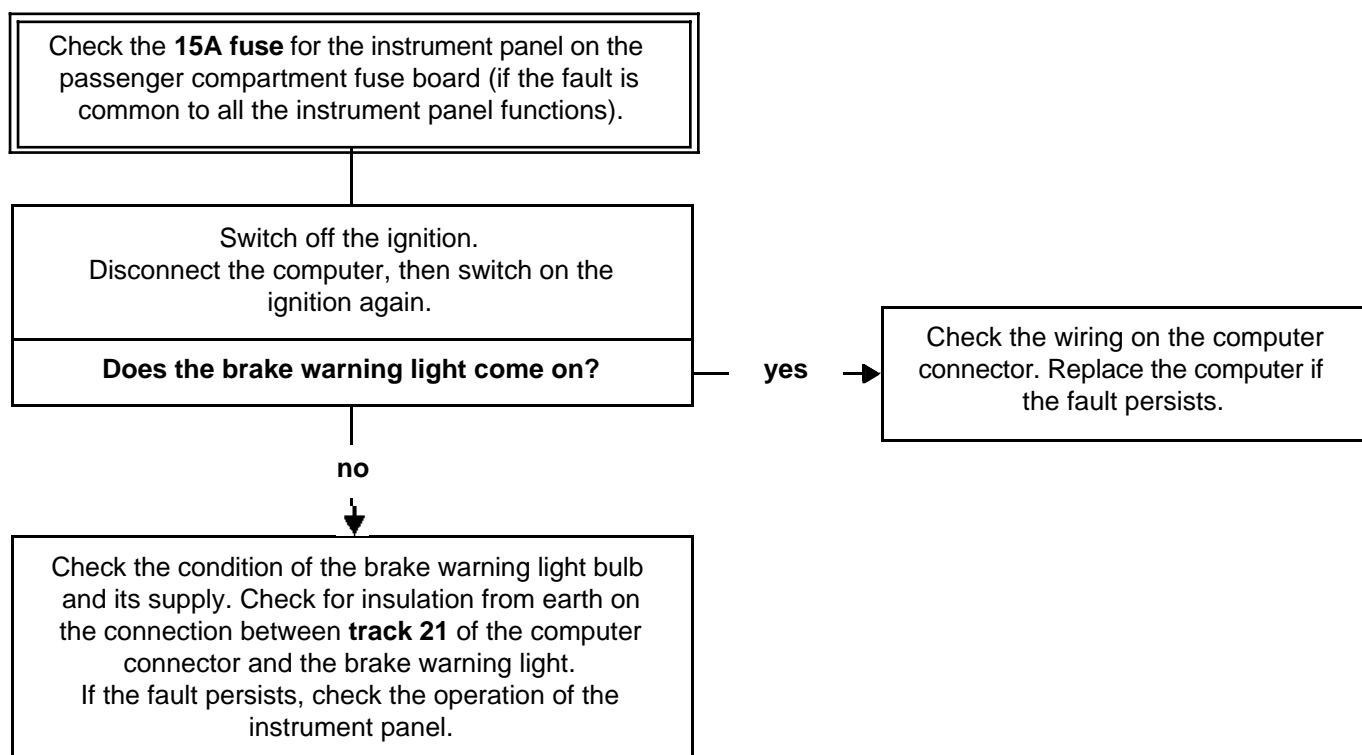 Check the 15A fuse for the instrument panel on the
passenger compartment fuse board (if the fault is
common to all the instrument panel functions).
Switch off the ignition.
Disconnect the computer, then switch on the
ignition again.
Does the brake warning light come on?
yes
Check the wiring on the computer
connector. Replace the computer if
the fault persists.
no
Check the condition of the brake warning light bulb
and its supply. Check for insulation from earth on
the connection between track 21 of the computer
connector and the brake warning light.
If the fault persists, check the operation of the
instrument panel.